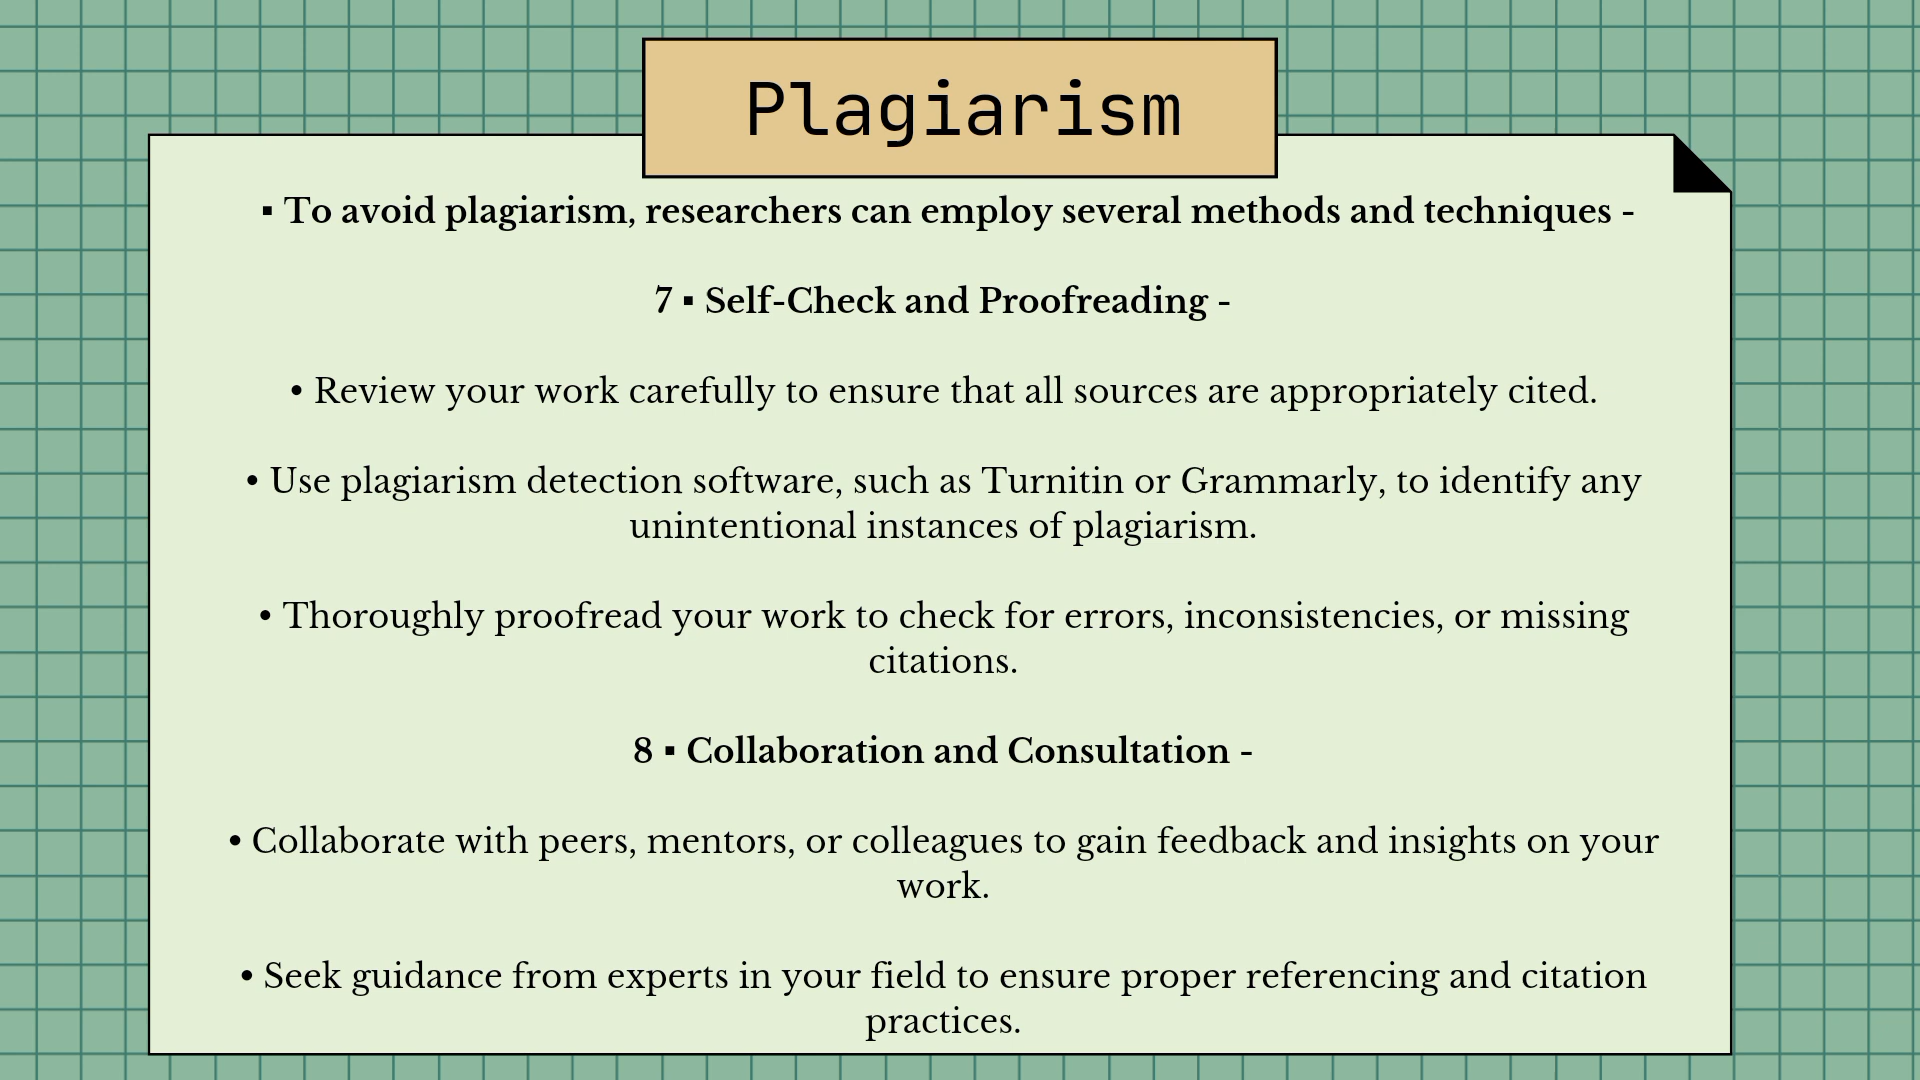 Plagiarism
▪ To avoid plagiarism, researchers can employ several methods and techniques -
7 ▪ Self-Check and Proofreading -
• Review your work carefully to ensure that all sources are appropriately cited.
• Use plagiarism detection software, such as Turnitin or Grammarly, to identify any
unintentional instances of plagiarism.
• Thoroughly proofread your work to check for errors, inconsistencies, or missing
citations.
8 ▪ Collaboration and Consultation -
• Collaborate with peers, mentors, or colleagues to gain feedback and insights on your
work.
• Seek guidance from experts in your field to ensure proper referencing and citation
practices.